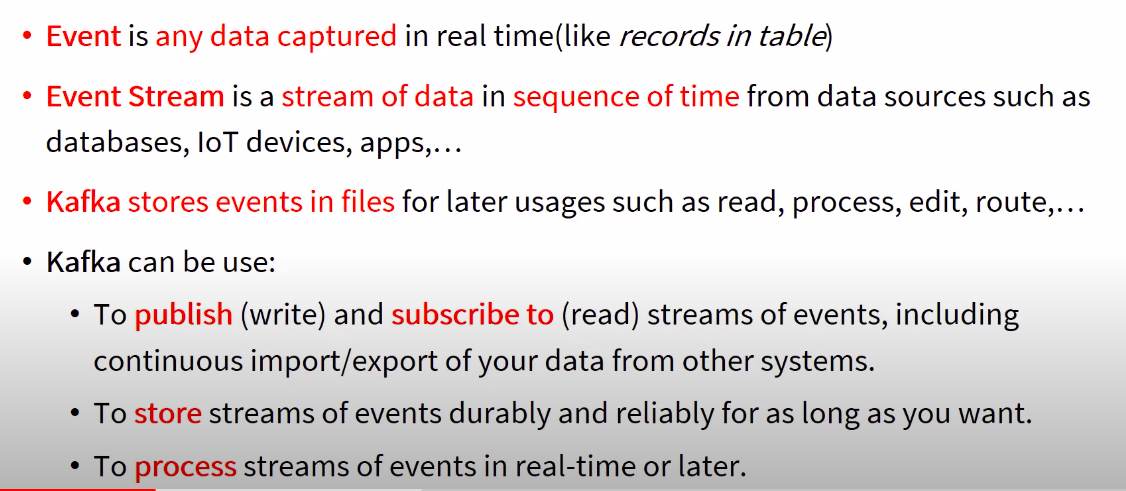 • Event is any data captured in real time(like records in table)
• Event Stream is a stream of data in sequence of time from data sources such as
databases, IoT devices, apps,…
• Kafka stores events in files for later usages such as read, process, edit, route,…
• Kafka can be use:
• To publish (write) and subscribe to (read) streams of events, including
continuous import/export of your data from other systems.
• To store streams of events durably and reliably for as long as you want.
• To process streams of events in real-time or later.